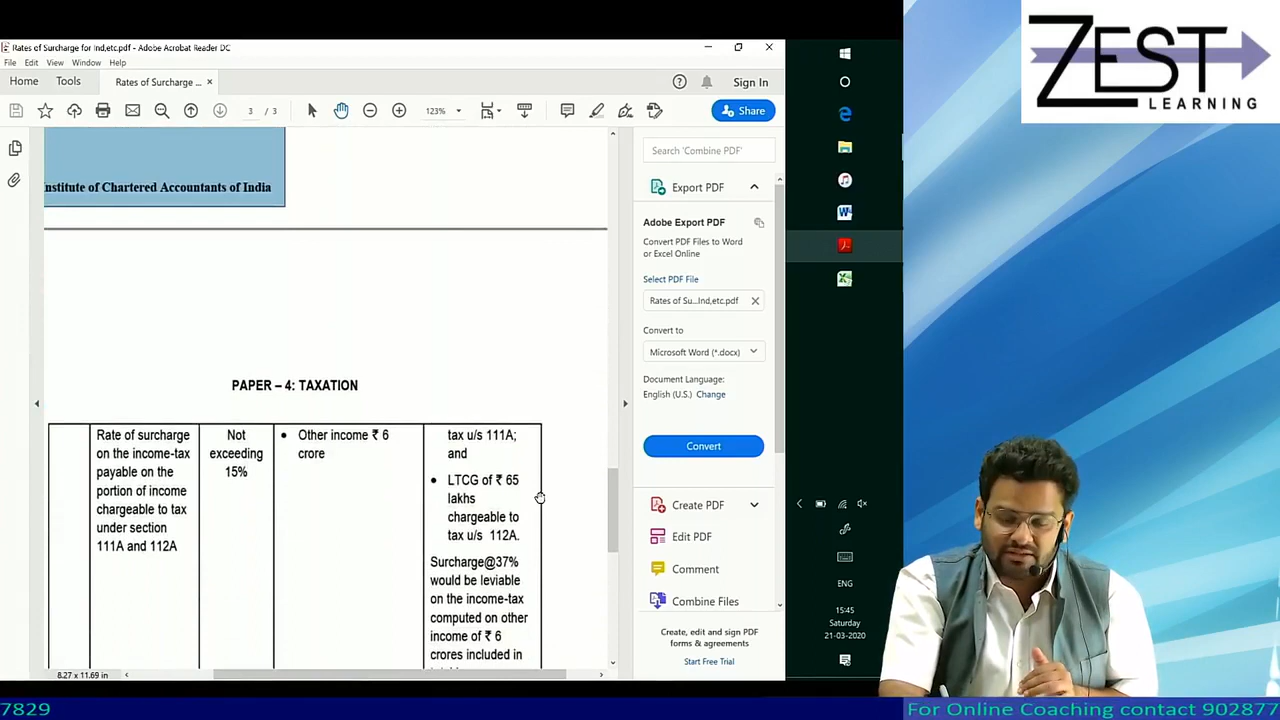 Rates of Surcharge for Ind,etc.pdf - Adobe Acrobat Reader DC
File Edit View Window Help
Home Tools Rates of Surcharge ... × Sign In
3 / 3 123% Share
Institute of Chartered Accountants of India
PAPER – 4: TAXATION
Rate of surcharge
on the income-tax
payable on the
portion of income
chargeable to tax
under section
111A and 112A
Not
exceeding
15%
• Other income ₹ 6
crore
tax u/s 111A;
and
• LTCG of ₹ 65
lakhs
chargeable to
tax u/s 112A.
Surcharge@37%
would be leviable
on the income-tax
computed on other
income of ₹ 6
crores included in
8.27 x 11.69 in
Search 'Combine PDF'
Export PDF
Adobe Export PDF
Convert PDF Files to Word
or Excel Online
Select PDF File
Rates of Su...Ind,etc.pdf
Convert to
Microsoft Word (*.docx)
Document Language:
English (U.S.) Change
Convert
Create PDF
Edit PDF
Comment
Combine Files
Create, edit and sign PDF
forms & agreements
Start Free Trial
ENG
15:45
Saturday
21-03-2020
ZEST
LEARNING
7829
For Online Coaching contact 902877